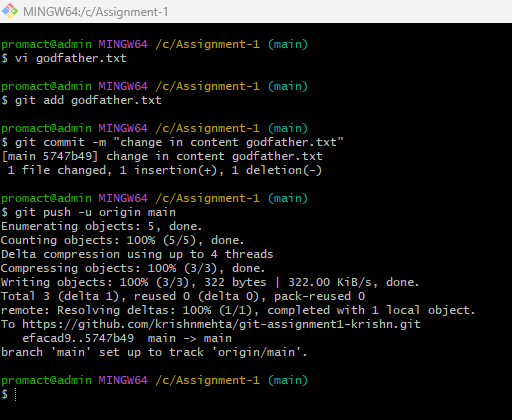 MINGW64:/c/Assignment-1
promact@admin MINGW64 /c/Assignment-1 (main)
$ vi godfather.txt
promact@admin MINGW64 /c/Assignment-1 (main)
$ git add godfather.txt
promact@admin MINGW64 /c/Assignment-1 (main)
$ git commit -m "change in content godfather.txt"
[main 5747b49] change in content godfather.txt
 1 file changed, 1 insertion(+), 1 deletion(-)
promact@admin MINGW64 /c/Assignment-1 (main)
$ git push -u origin main
Enumerating objects: 5, done.
Counting objects: 100% (5/5), done.
Delta compression using up to 4 threads
Compressing objects: 100% (3/3), done.
Writing objects: 100% (3/3), 322 bytes | 322.00 KiB/s, done.
Total 3 (delta 1), reused 0 (delta 0), pack-reused 0
remote: Resolving deltas: 100% (1/1), completed with 1 local object.
To https://github.com/krishnmehta/git-assignment1-krishn.git
   efacad9..5747b49  main -> main
branch 'main' set up to track 'origin/main'.
promact@admin MINGW64 /c/Assignment-1 (main)
$